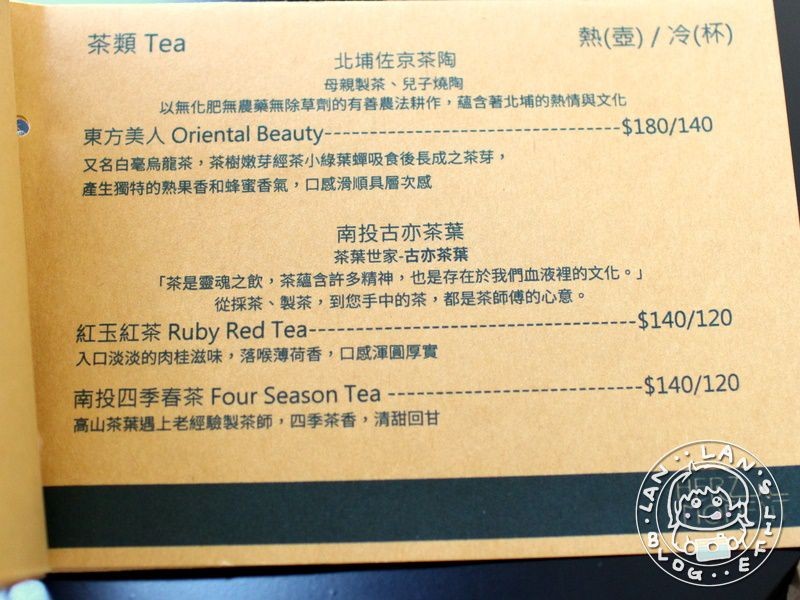 茶類 Tea
熱(壺) / 冷(杯)
北埔佐京茶陶
母親製茶、兒子燒陶
以無化肥無農藥無除草劑的有善農法耕作，蘊含著北埔的熱情與文化
東方美人 Oriental Beauty--------------------------------$180/140
又名白毫烏龍茶，茶樹嫩芽經茶小綠葉蟬吸食後長成之茶芽，
產生獨特的熟果香和蜂蜜香氣，口感滑順具層次感
南投古亦茶葉
茶葉世家-古亦茶葉
「茶是靈魂之飲，茶蘊含許多精神，也是存在於我們血液裡的文化。」
從採茶、製茶，到您手中的茶，都是茶師傅的心意。
紅玉紅茶 Ruby Red Tea-----------------------------------$140/120
入口淡淡的肉桂滋味，落喉薄荷香，口感渾圓厚實
南投四季春茶 Four Season Tea ---------------------------$140/120
高山茶葉遇上老經驗製茶師，四季茶香，清甜回甘
LAN LAN'S LIFE BLOG